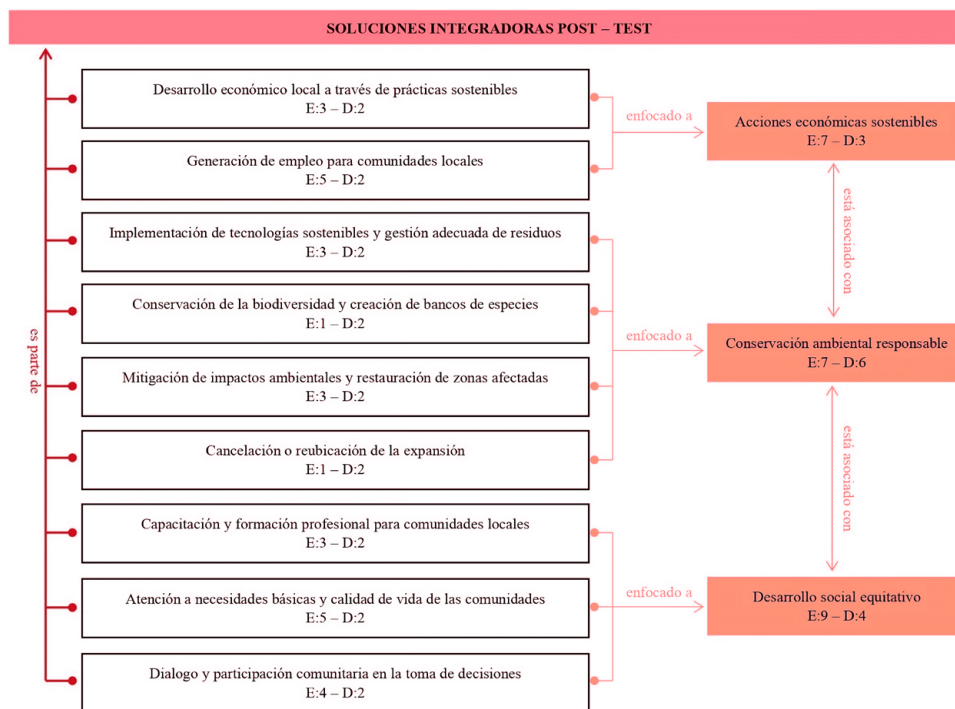 SOLUCIONES INTEGRADORAS POST – TEST
es parte de
Desarrollo económico local a través de prácticas sostenibles
E:3 – D:2
Generación de empleo para comunidades locales
E:5 – D:2
enfocado a
Acciones económicas sostenibles
E:7 – D:3
está asociado con
Implementación de tecnologías sostenibles y gestión adecuada de residuos
E:3 – D:2
Conservación de la biodiversidad y creación de bancos de especies
E:1 – D:2
Mitigación de impactos ambientales y restauración de zonas afectadas
E:3 – D:2
Cancelación o reubicación de la expansión
E:1 – D:2
enfocado a
Conservación ambiental responsable
E:7 – D:6
está asociado con
Capacitación y formación profesional para comunidades locales
E:3 – D:2
Atención a necesidades básicas y calidad de vida de las comunidades
E:5 – D:2
Dialogo y participación comunitaria en la toma de decisiones
E:4 – D:2
enfocado a
Desarrollo social equitativo
E:9 – D:4